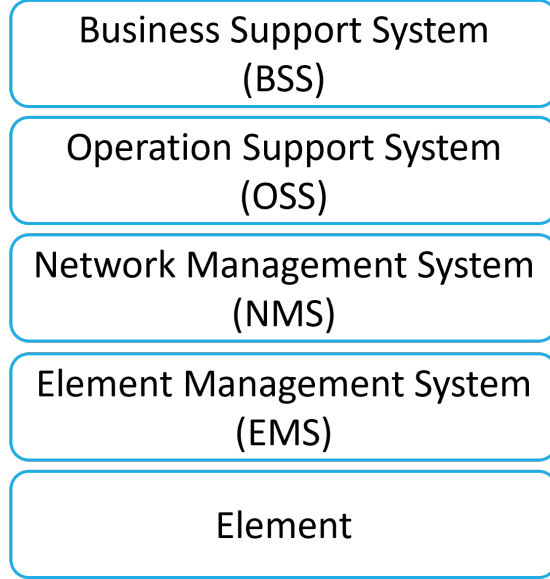 Business Support System
(BSS)
Operation Support System
(OSS)
Network Management System
(NMS)
Element Management System
(EMS)
Element